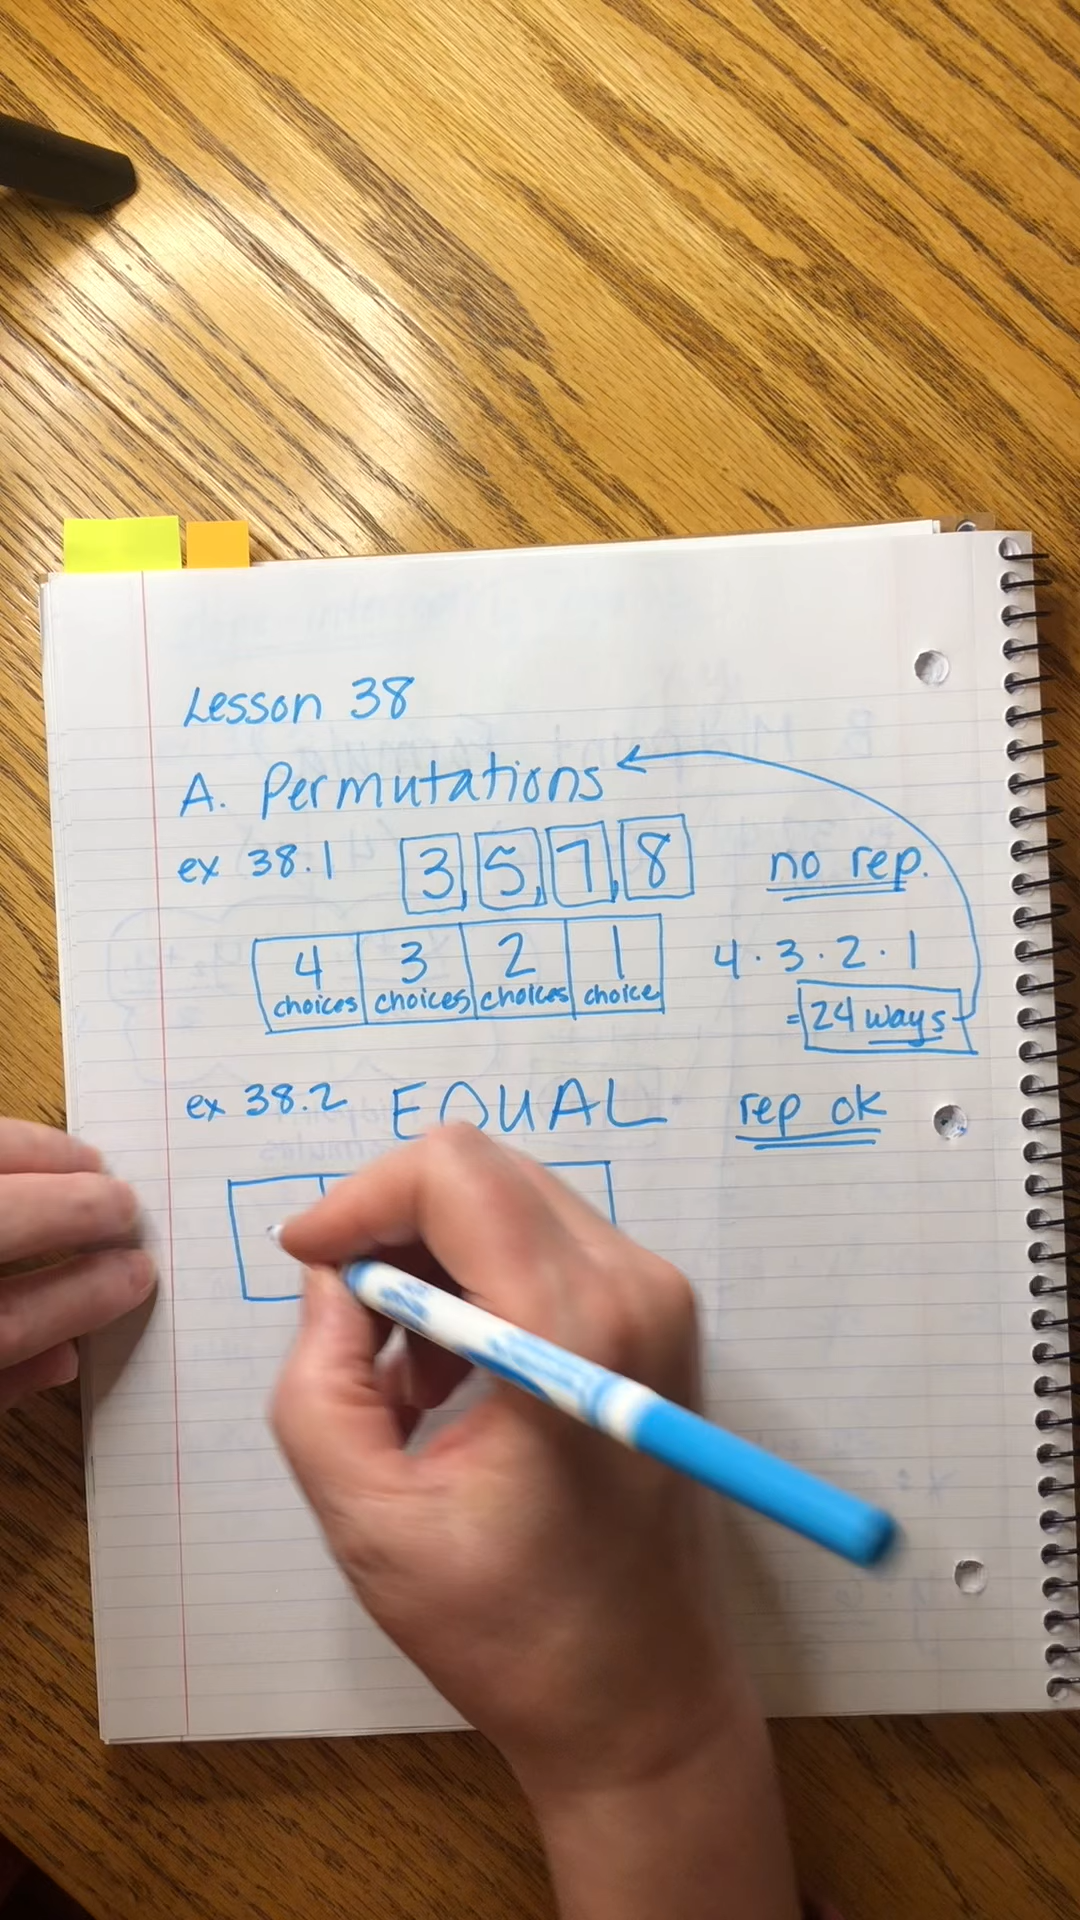 Lesson 38
A. Permutations
ex 38.1 3, 5, 7, 8 no rep.
4 choices 3 choices 2 choices 1 choice 4 · 3 · 2 · 1
= 24 ways
ex 38.2 EQUAL rep ok